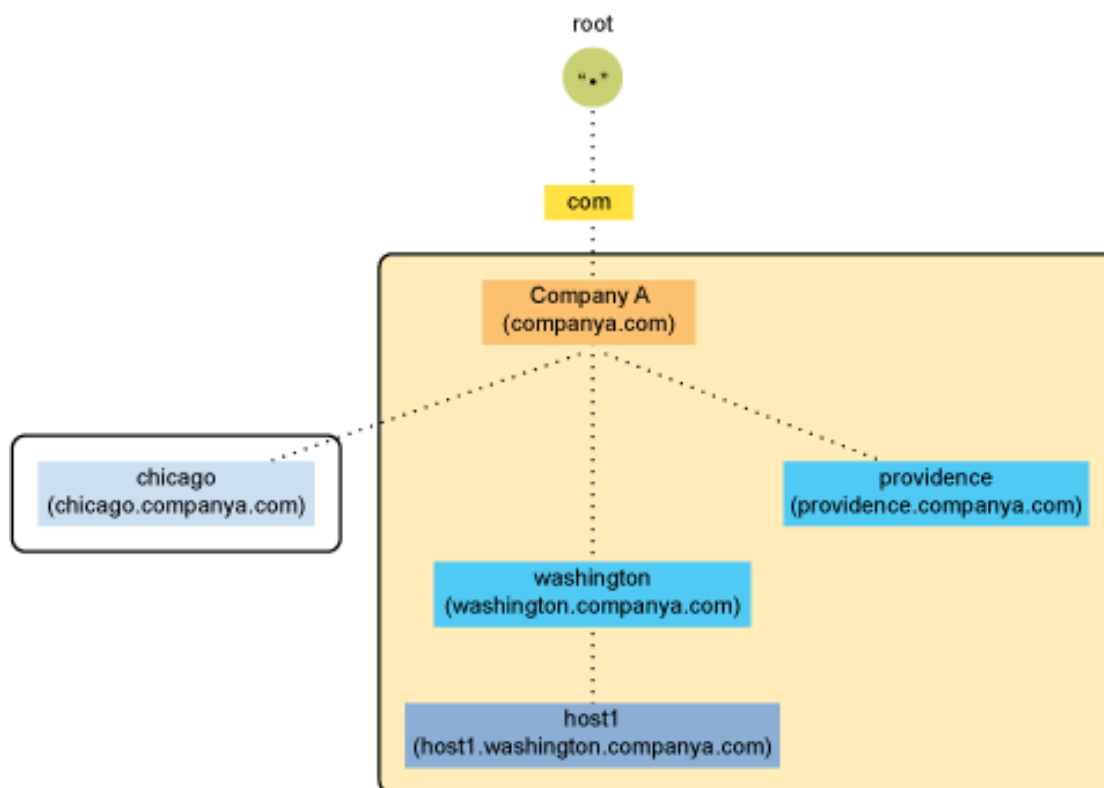 root
“•”
com
Company A
(companya.com)
chicago
(chicago.companya.com)
providence
(providence.companya.com)
washington
(washington.companya.com)
host1
(host1.washington.companya.com)